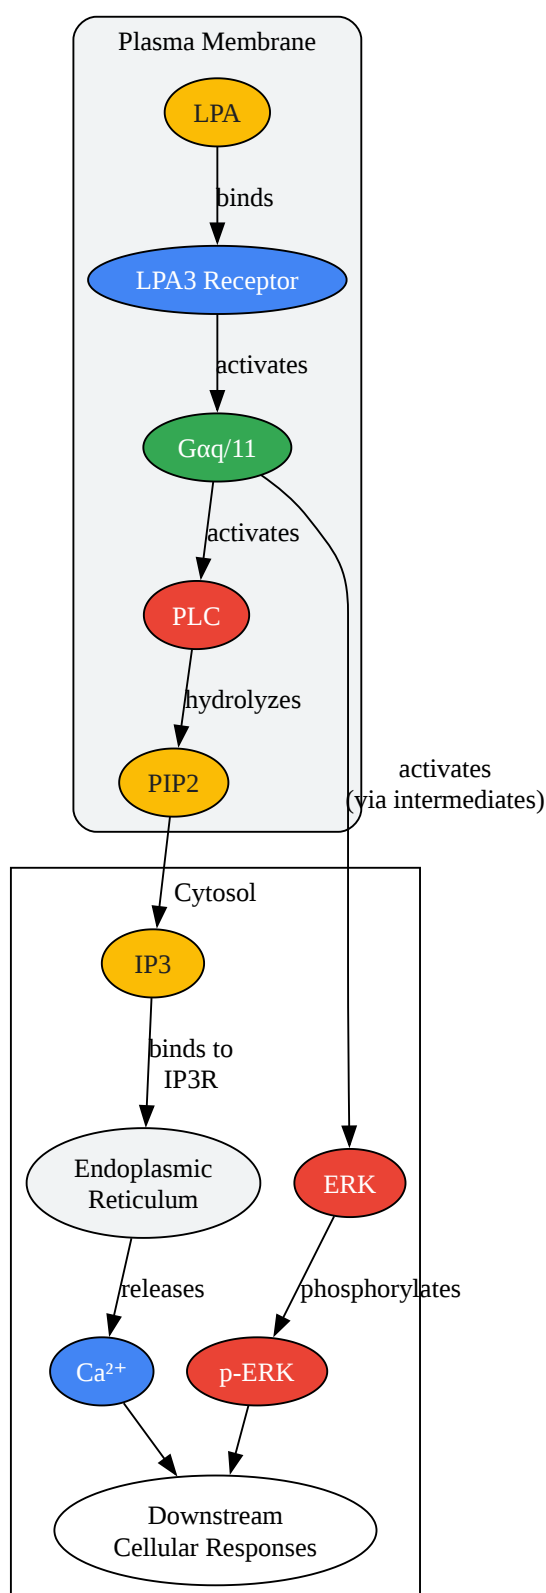 Plasma Membrane
LPA
binds
LPA3 Receptor
activates
Gαq/11
activates
PLC
hydrolyzes
PIP2
activates
(via intermediates)
Cytosol
IP3
binds to
IP3R
Endoplasmic
Reticulum
ERK
releases
phosphorylates
Ca²⁺
p-ERK
Downstream
Cellular Responses